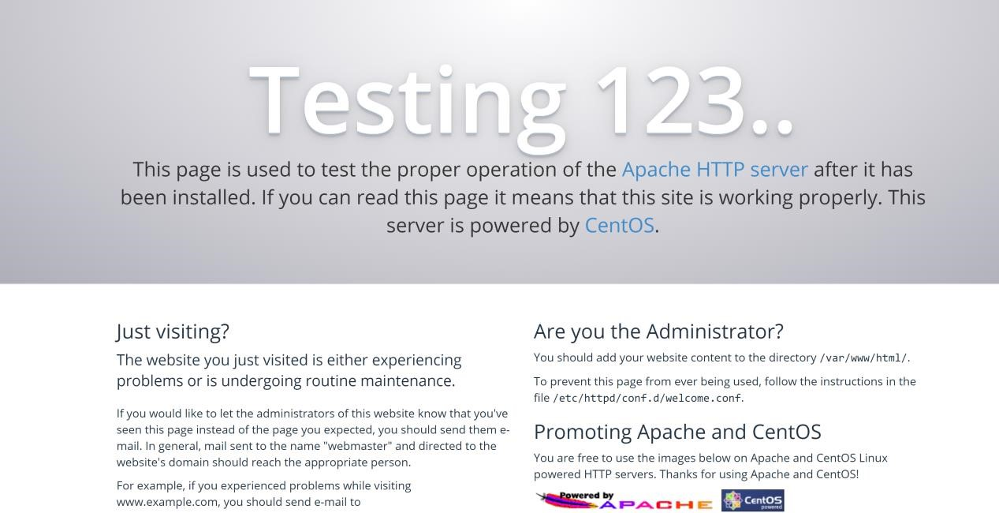 Testing 123..
This page is used to test the proper operation of the Apache HTTP server after it has
been installed. If you can read this page it means that this site is working properly. This
server is powered by CentOS.
Just visiting?
The website you just visited is either experiencing
problems or is undergoing routine maintenance.
If you would like to let the administrators of this website know that you've
seen this page instead of the page you expected, you should send them e-
mail. In general, mail sent to the name "webmaster" and directed to the
website's domain should reach the appropriate person.
For example, if you experienced problems while visiting
www.example.com, you should send e-mail to
Are you the Administrator?
You should add your website content to the directory /var/www/html/.
To prevent this page from ever being used, follow the instructions in the
file /etc/httpd/conf.d/welcome.conf.
Promoting Apache and CentOS
You are free to use the images below on Apache and CentOS Linux
powered HTTP servers. Thanks for using Apache and CentOS!
Powered by
APACHE
CentOS
powered